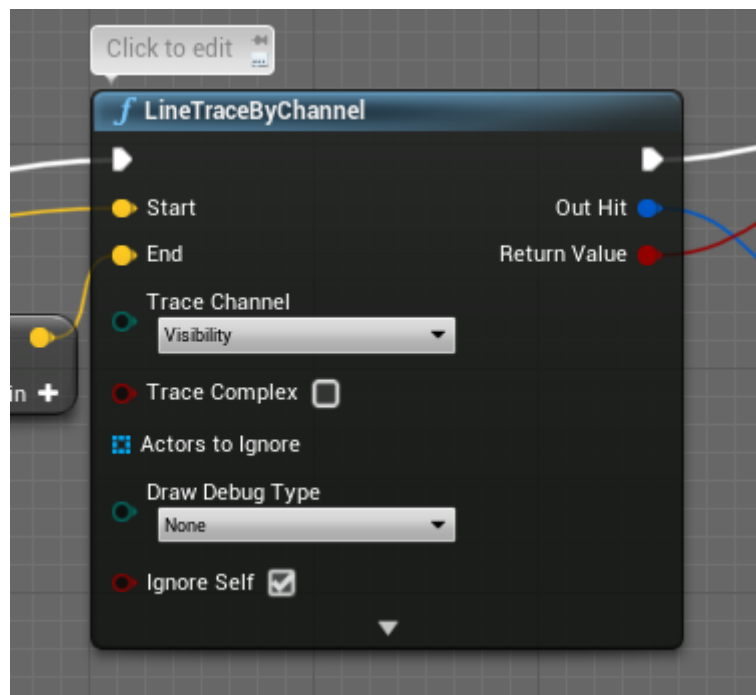 Click to edit
f LineTraceByChannel
Start
Out Hit
End
Return Value
Trace Channel
Visibility
in +
Trace Complex
Actors to Ignore
Draw Debug Type
None
Ignore Self